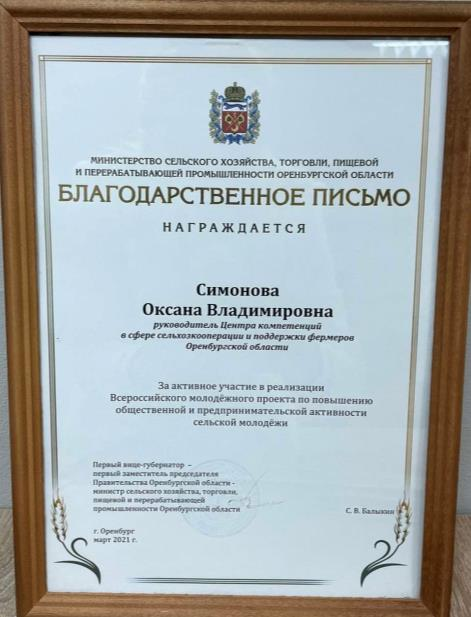 МИНИСТЕРСТВО СЕЛЬСКОГО ХОЗЯЙСТВА, ТОРГОВЛИ, ПИЩЕВОЙ
И ПЕРЕРАБАТЫВАЮЩЕЙ ПРОМЫШЛЕННОСТИ ОРЕНБУРГСКОЙ ОБЛАСТИ
БЛАГОДАРСТВЕННОЕ ПИСЬМО
НАГРАЖДАЕТСЯ
Симонова
Оксана Владимировна
руководитель Центра компетенций
в сфере сельхозкооперации и поддержки фермеров
Оренбургской области
За активное участие в реализации
Всероссийского молодёжного проекта по повышению
общественной и предпринимательской активности
сельской молодёжи
Первый вице-губернатор –
первый заместитель председателя
Правительства Оренбургской области -
министр сельского хозяйства, торговли,
пищевой и перерабатывающей
промышленности Оренбургской области
С. В. Балыкин
г. Оренбург
март 2021 г.